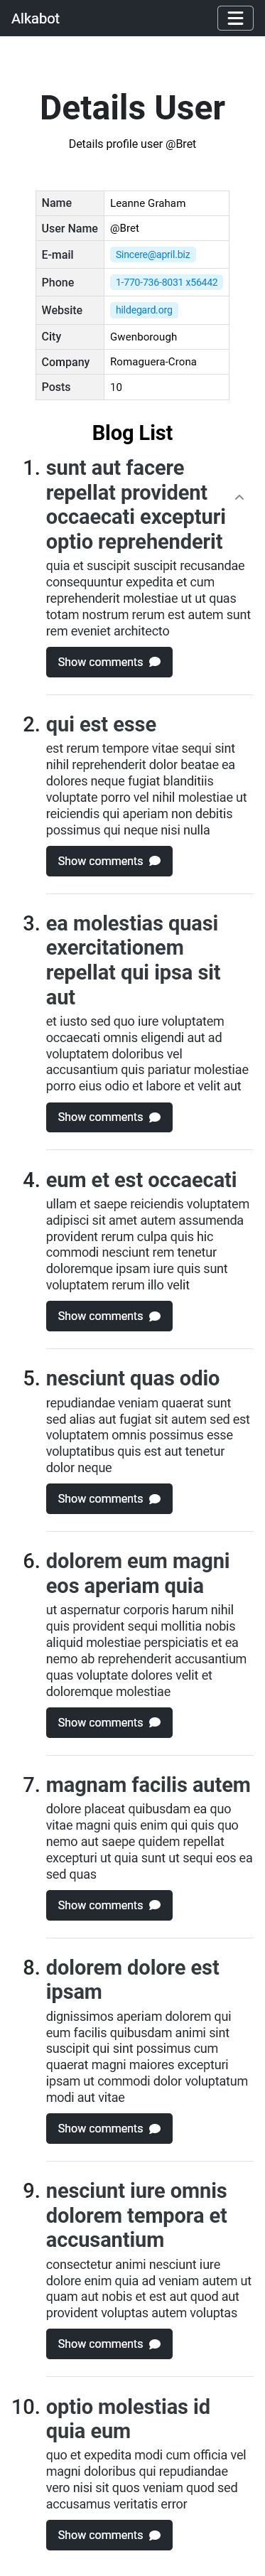 Alkabot
Details User
Details profile user @Bret
Name Leanne Graham
User Name @Bret
E-mail Sincere@april.biz
Phone 1-770-736-8031 x56442
Website hildegard.org
City Gwenborough
Company Romaguera-Crona
Posts 10
Blog List
1. sunt aut facere
repellat provident
occaecati excepturi
optio reprehenderit
quia et suscipit suscipit recusandae
consequuntur expedita et cum
reprehenderit molestiae ut ut quas
totam nostrum rerum est autem sunt
rem eveniet architecto
Show comments
2. qui est esse
est rerum tempore vitae sequi sint
nihil reprehenderit dolor beatae ea
dolores neque fugiat blanditiis
voluptate porro vel nihil molestiae ut
reiciendis qui aperiam non debitis
possimus qui neque nisi nulla
Show comments
3. ea molestias quasi
exercitationem
repellat qui ipsa sit
aut
et iusto sed quo iure voluptatem
occaecati omnis eligendi aut ad
voluptatem doloribus vel
accusantium quis pariatur molestiae
porro eius odio et labore et velit aut
Show comments
4. eum et est occaecati
ullam et saepe reiciendis voluptatem
adipisci sit amet autem assumenda
provident rerum culpa quis hic
commodi nesciunt rem tenetur
doloremque ipsam iure quis sunt
voluptatem rerum illo velit
Show comments
5. nesciunt quas odio
repudiandae veniam quaerat sunt
sed alias aut fugiat sit autem sed est
voluptatem omnis possimus esse
voluptatibus quis est aut tenetur
dolor neque
Show comments
6. dolorem eum magni
eos aperiam quia
ut aspernatur corporis harum nihil
quis provident sequi mollitia nobis
aliquid molestiae perspiciatis et ea
nemo ab reprehenderit accusantium
quas voluptate dolores velit et
doloremque molestiae
Show comments
7. magnam facilis autem
dolore placeat quibusdam ea quo
vitae magni quis enim qui quis quo
nemo aut saepe quidem repellat
excepturi ut quia sunt ut sequi eos ea
sed quas
Show comments
8. dolorem dolore est
ipsam
dignissimos aperiam dolorem qui
eum facilis quibusdam animi sint
suscipit qui sint possimus cum
quaerat magni maiores excepturi
ipsam ut commodi dolor voluptatum
modi aut vitae
Show comments
9. nesciunt iure omnis
dolorem tempora et
accusantium
consectetur animi nesciunt iure
dolore enim quia ad veniam autem ut
quam aut nobis et est aut quod aut
provident voluptas autem voluptas
Show comments
10. optio molestias id
quia eum
quo et expedita modi cum officia vel
magni doloribus qui repudiandae
vero nisi sit quos veniam quod sed
accusamus veritatis error
Show comments